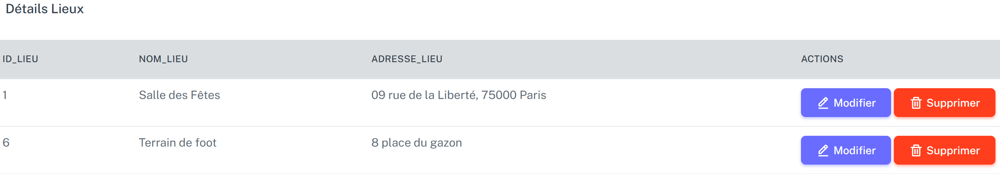 Détails Lieux
ID_LIEU NOM_LIEU ADRESSE_LIEU ACTIONS
1 Salle des Fêtes 09 rue de la Liberté, 75000 Paris Modifier Supprimer
6 Terrain de foot 8 place du gazon Modifier Supprimer